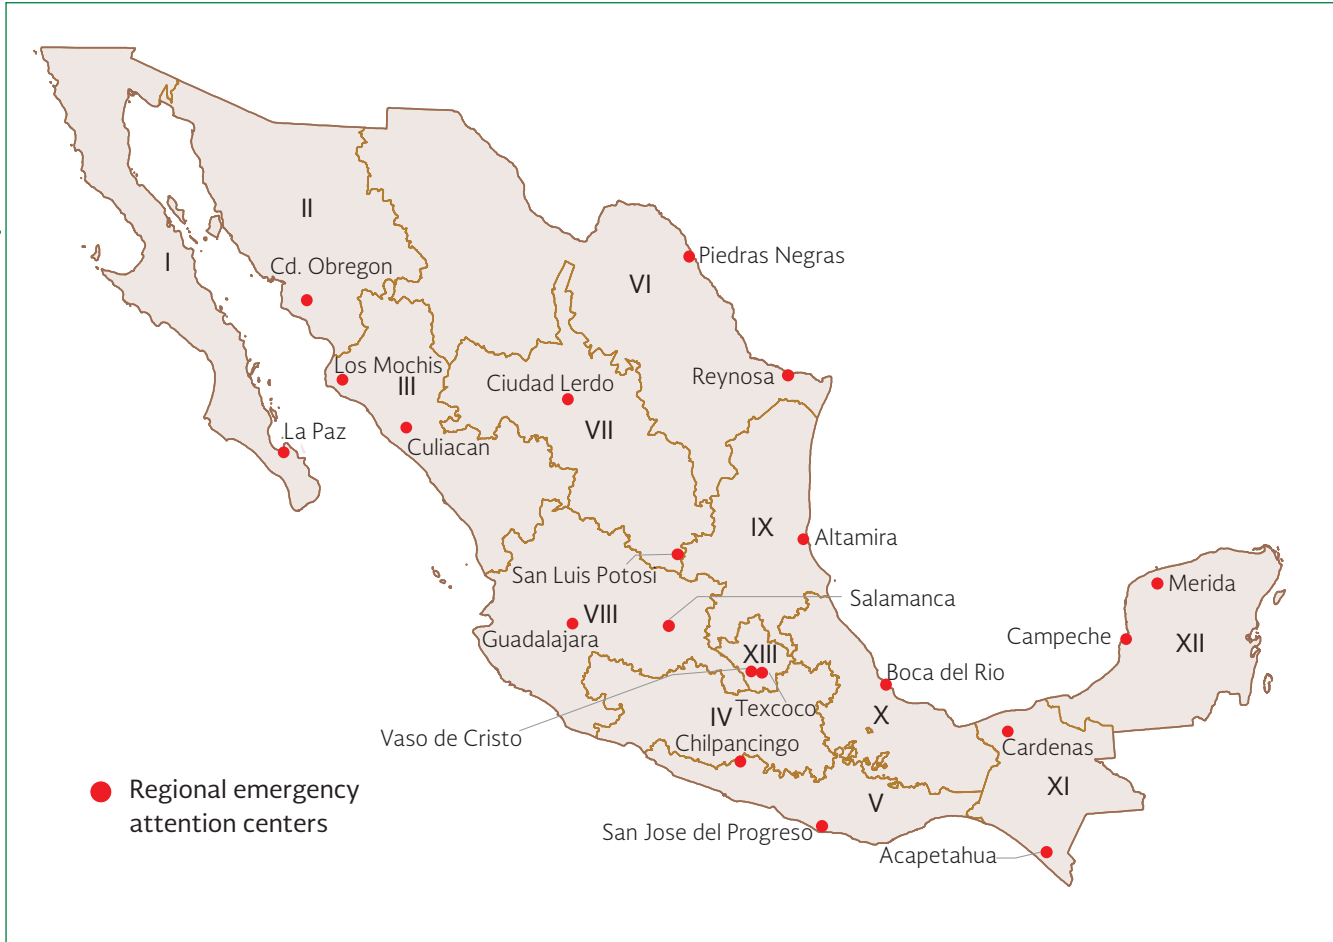 II
I
Cd. Obregon
Piedras Negras
VI
Los Mochis
III
Reynosa
Ciudad Lerdo
VII
La Paz
Culiacan
IX
Altamira
San Luis Potosi
Salamanca
Merida
VIII
Guadalajara
Campeche
XII
XIII
Boca del Rio
Texcoco
IV
X
Vaso de Cristo
Chilpancingo
Cardenas
XI
V
San Jose del Progreso
Acapetahua
Regional emergency
attention centers